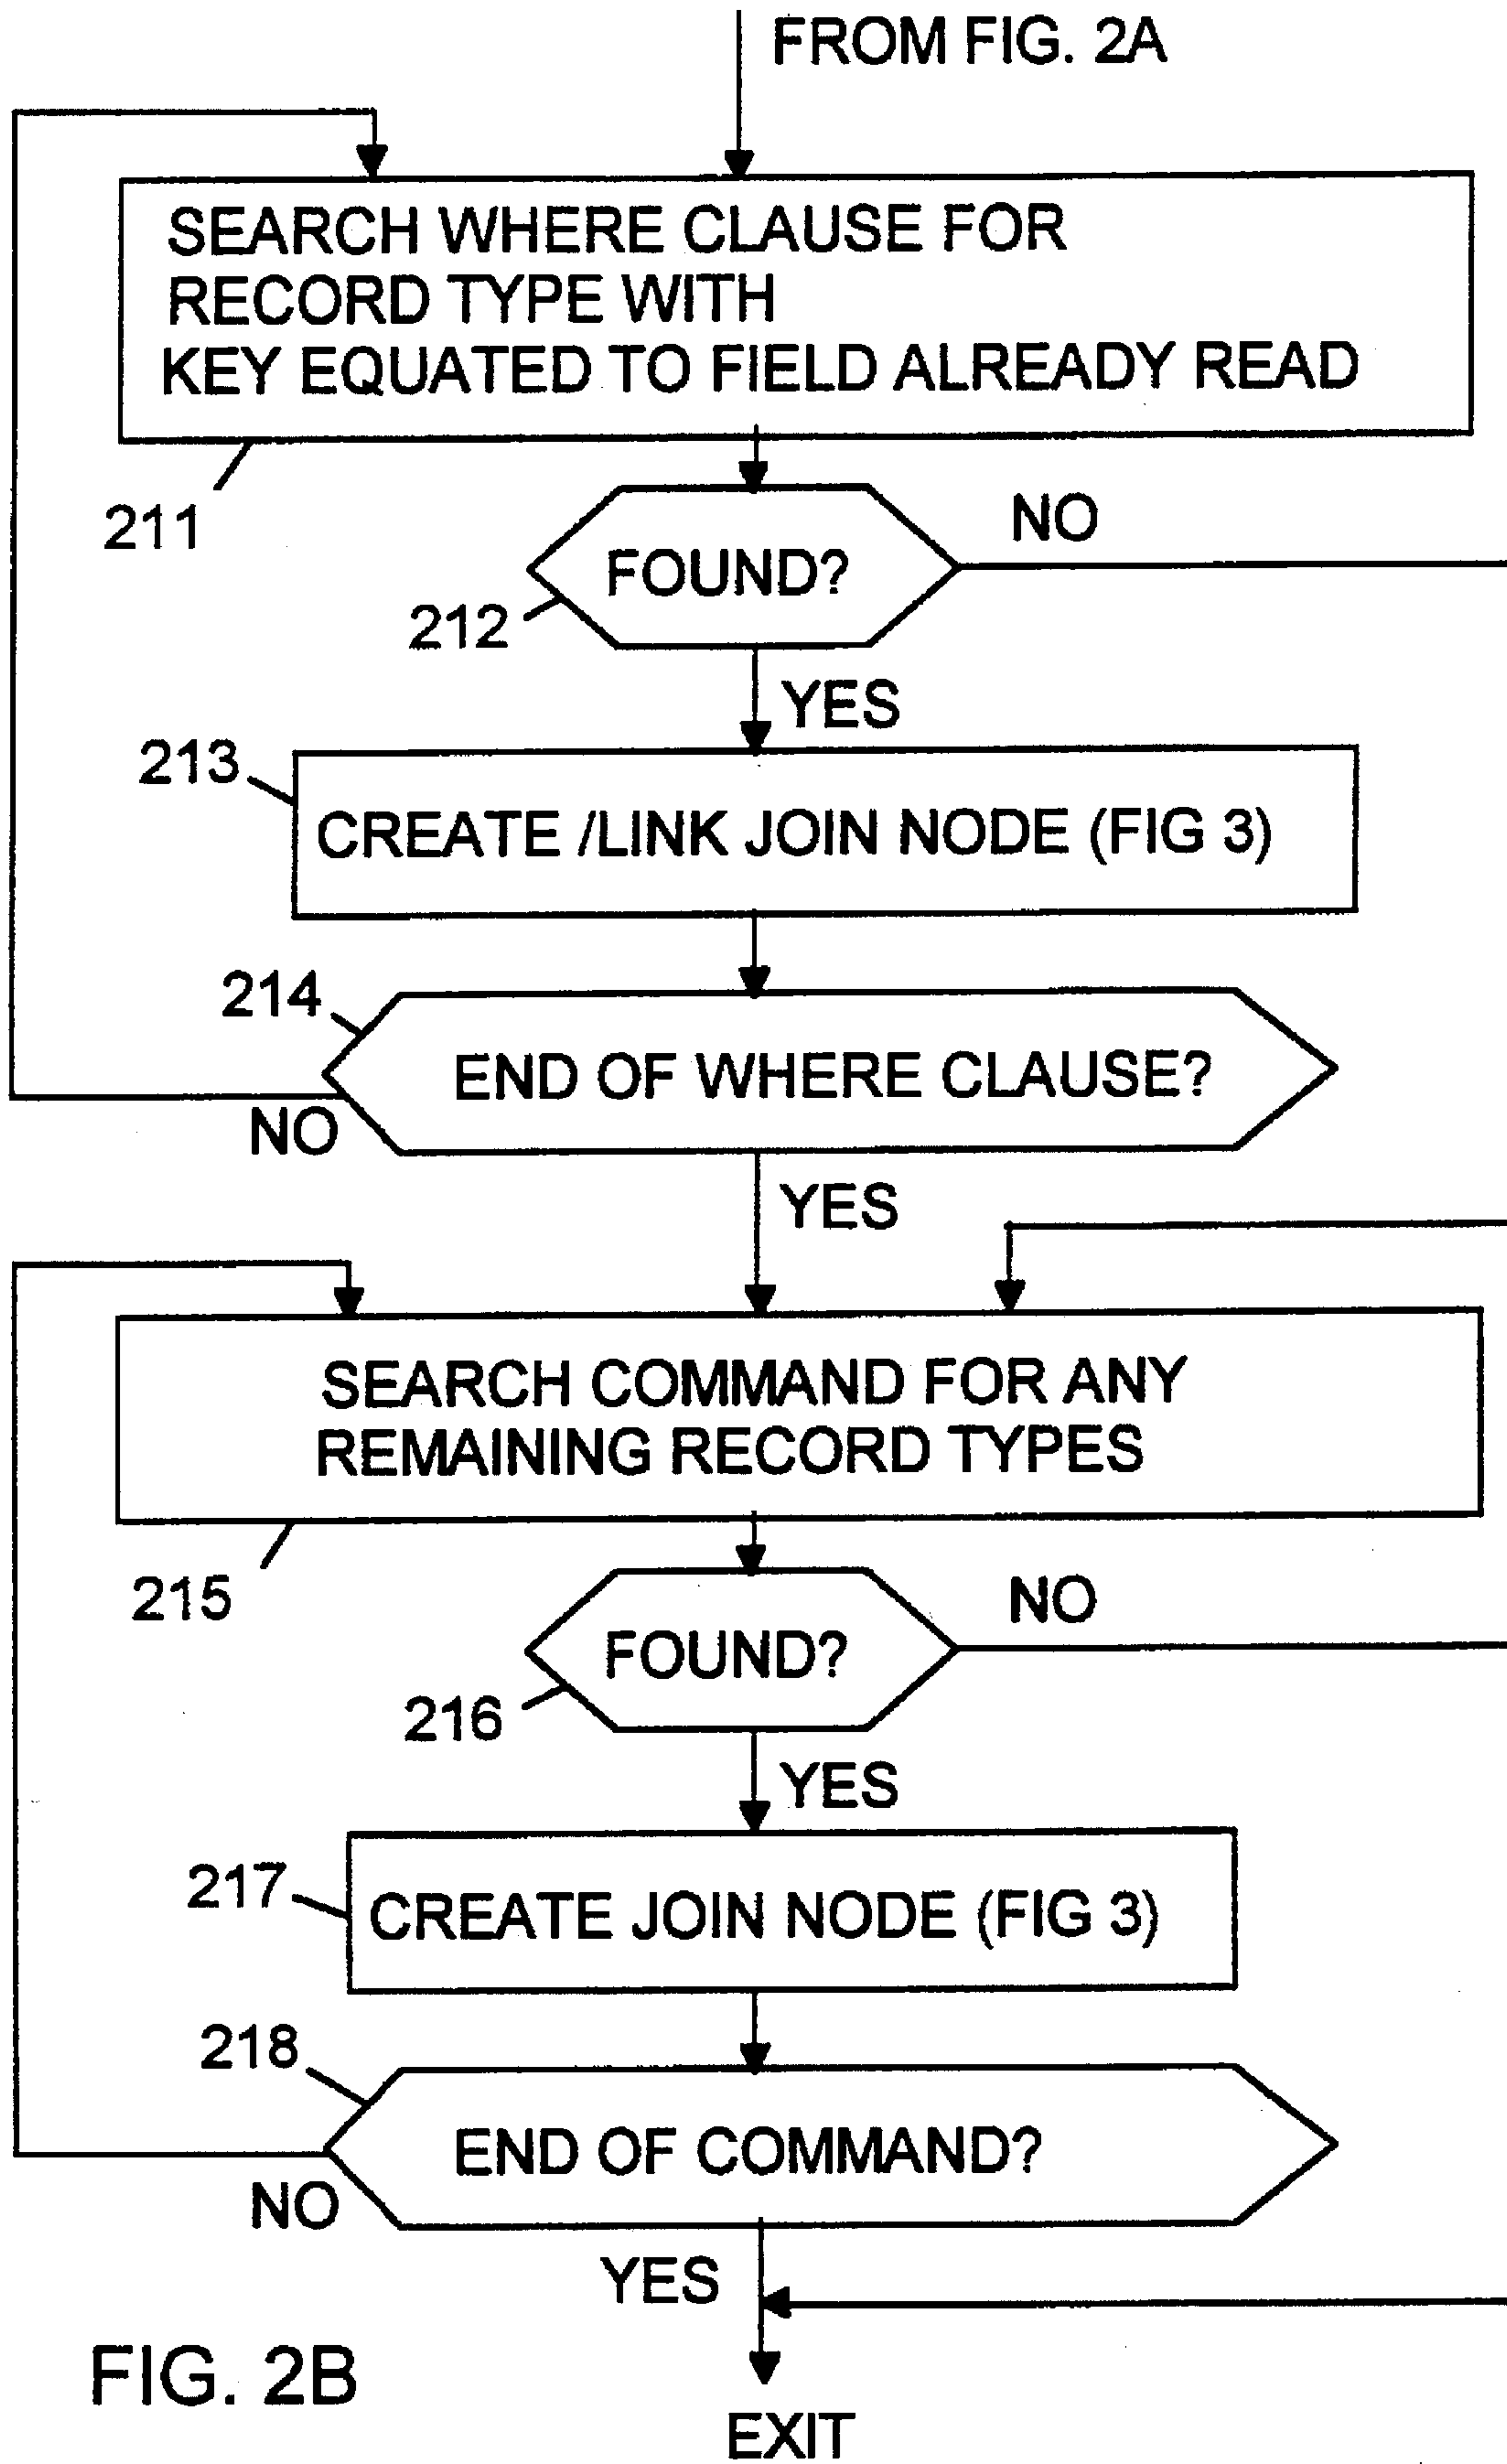 FROM FIG. 2A
SEARCH WHERE CLAUSE FOR
RECORD TYPE WITH
KEY EQUATED TO FIELD ALREADY READ
211
NO
FOUND?
212
YES
213
CREATE /LINK JOIN NODE (FIG 3)
214
END OF WHERE CLAUSE?
NO
YES
SEARCH COMMAND FOR ANY
REMAINING RECORD TYPES
215
NO
FOUND?
216
YES
217
CREATE JOIN NODE (FIG 3)
218
END OF COMMAND?
NO
YES
FIG. 2B
EXIT